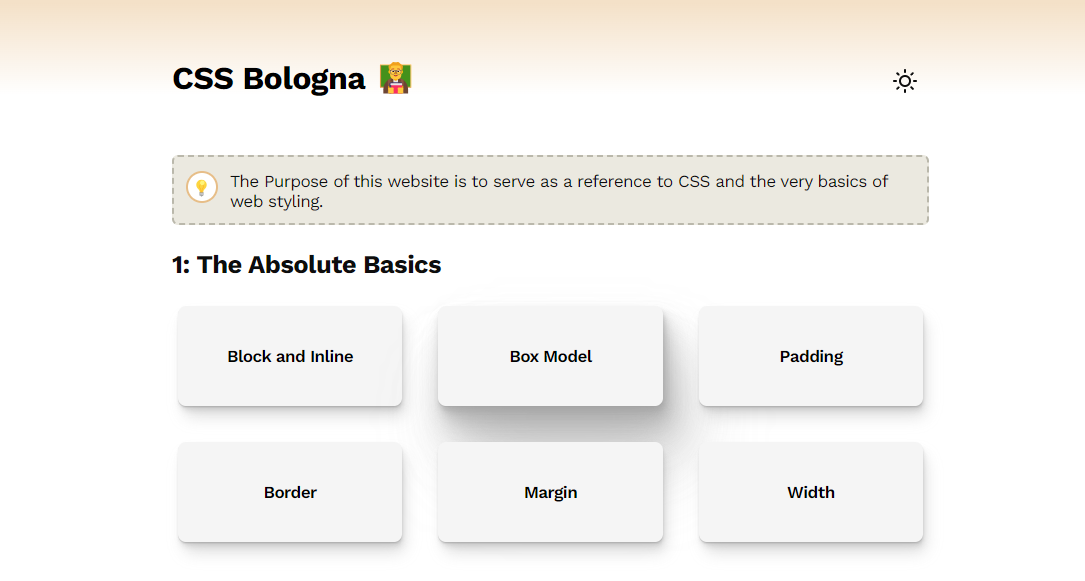 CSS Bologna
The Purpose of this website is to serve as a reference to CSS and the very basics of
web styling.
1: The Absolute Basics
Block and Inline
Box Model
Padding
Border
Margin
Width